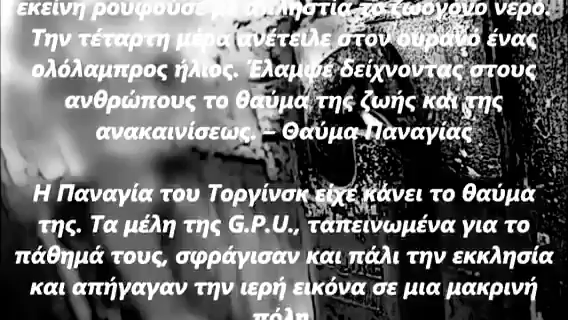 εκείνη ρουφούσε με απληστία το ζωογόνο νερό.
Την τέταρτη μέρα ανέτειλε στον ουρανό ένας
ολόλαμπρος ήλιος. Έλαμψε δείχνοντας στους
ανθρώπους το θαύμα της ζωής και της
ανακαινίσεως. – Θαύμα Παναγίας
Η Παναγία του Τοργίνσκ είχε κάνει το θαύμα
της. Τα μέλη της G.P.U., ταπεινωμένα για το
πάθημά τους, σφράγισαν και πάλι την εκκλησία
και απήγαγαν την ιερή εικόνα σε μια μακρινή
πόλη